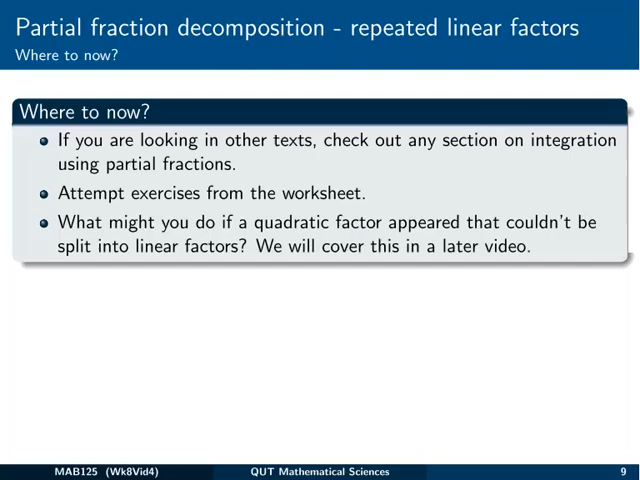 Partial fraction decomposition - repeated linear factors
Where to now?
Where to now?
If you are looking in other texts, check out any section on integration
using partial fractions.
Attempt exercises from the worksheet.
What might you do if a quadratic factor appeared that couldn't be
split into linear factors? We will cover this in a later video.
MAB125 (Wk8Vid4) QUT Mathematical Sciences 9